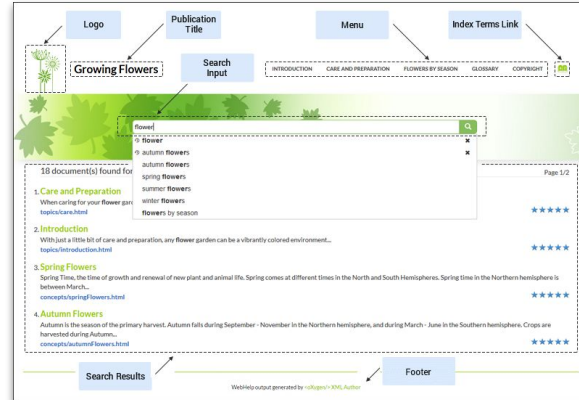 Logo
Publication
Title
Menu
Index Terms Link
Growing Flowers
Search
Input
INTRODUCTION CARE AND PREPARATION FLOWERS BY SEASON GLOSSARY COPYRIGHT
flower
flower
autumn flowers
autumn flowers
spring flowers
summer flowers
winter flowers
flowers by season
18 document(s) found for
Page 1/2
1. Care and Preparation
When caring for your flower gar
topics/care.html
2. Introduction
With just a little bit of care and preparation, any flower garden can be a vibrantly colored environment...
topics/introduction.html
3. Spring Flowers
Spring Time, the time of growth and renewal of new plant and animal life. Spring comes at different times in the North and South Hemispheres. Spring time in the Northern hemisphere is
between March...
concepts/springFlowers.html
4. Autumn Flowers
Autumn is the season of the primary harvest. Autumn falls during September - November in the Northern hemisphere, and during March - June in the Southern hemisphere. Crops are
harvested during Autumn...
concepts/autumnFlowers.html
Search Results
Footer
WebHelp output generated by <oXygen/> XML Author